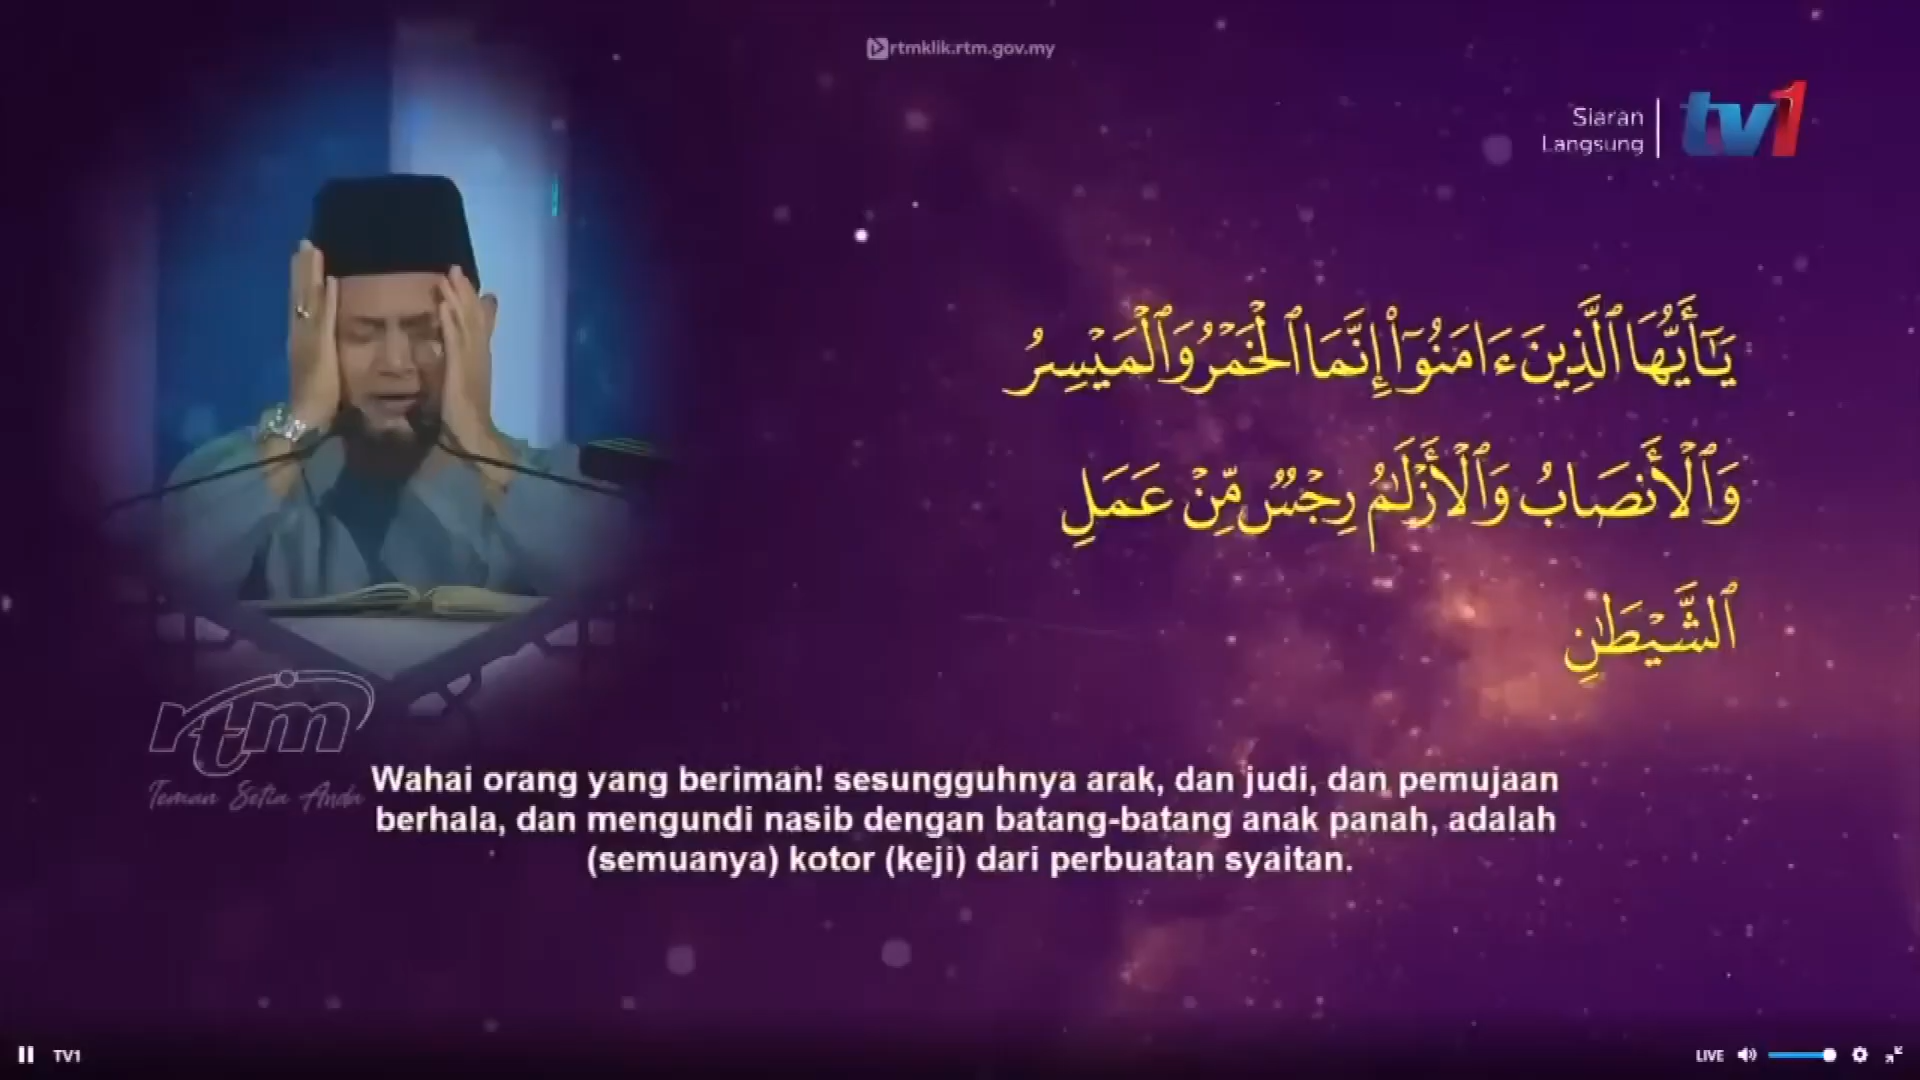 rtmklik.rtm.gov.my
Siaran
Langsung
tv1
يَـٰٓأَيُّهَا ٱلَّذِينَ ءَامَنُوٓا۟ إِنَّمَا ٱلْخَمْرُ وَٱلْمَيْسِرُ
وَٱلْأَنصَابُ وَٱلْأَزْلَـٰمُ رِجْسٌ مِّنْ عَمَلِ
ٱلشَّيْطَـٰنِ
rtm
Teman Setia Anda
Wahai orang yang beriman! sesungguhnya arak, dan judi, dan pemujaan
berhala, dan mengundi nasib dengan batang-batang anak panah, adalah
(semuanya) kotor (keji) dari perbuatan syaitan.
TV1
LIVE